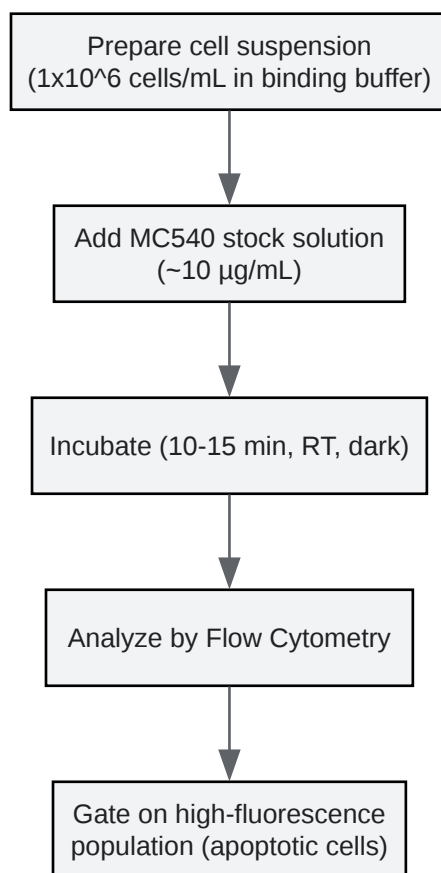 Prepare cell suspension
(1x10^6 cells/mL in binding buffer)
Add MC540 stock solution
(~10 µg/mL)
Incubate (10-15 min, RT, dark)
Analyze by Flow Cytometry
Gate on high-fluorescence
population (apoptotic cells)